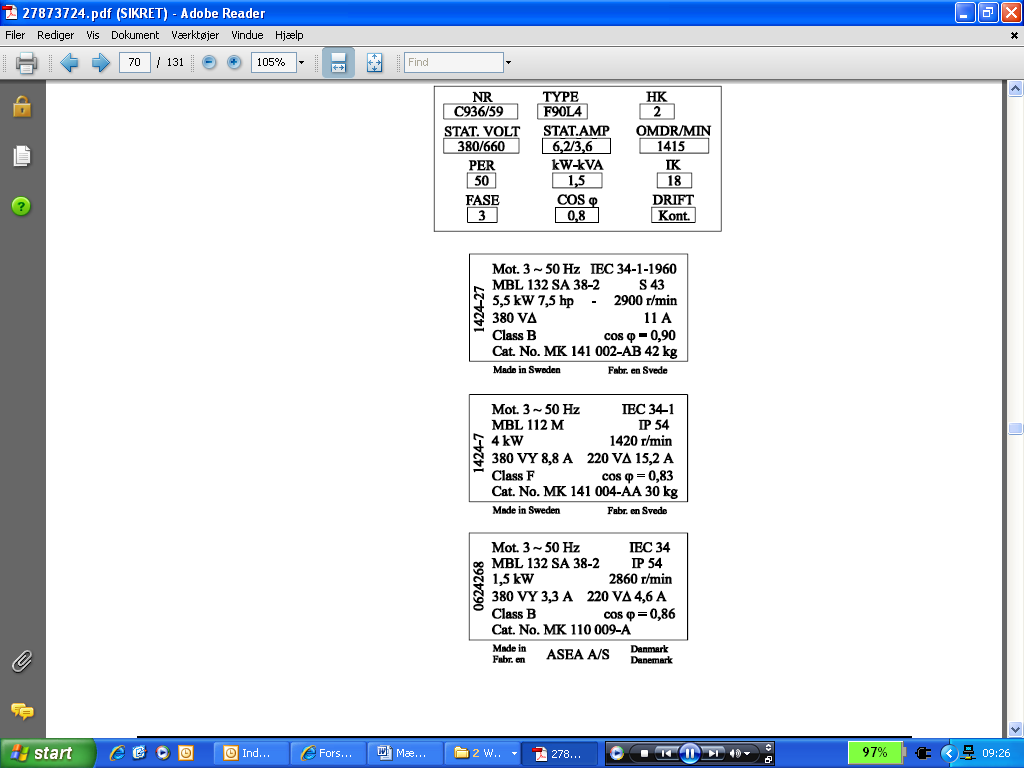 27873724.pdf (SIKRET) - Adobe Reader
Filer Rediger Vis Dokument Værktøjer Vindue Hjælp
70 / 131 105% Find
NR TYPE HK
C936/59 F90L4 2
STAT. VOLT STAT.AMP OMDR/MIN
380/660 6,2/3,6 1415
PER kW-kVA IK
50 1,5 18
FASE COS φ DRIFT
3 0,8 Kont.
1424-27
Mot. 3 ~ 50 Hz IEC 34-1-1960
MBL 132 SA 38-2 S 43
5,5 kW 7,5 hp - 2900 r/min
380 VΔ 11 A
Class B cos φ = 0,90
Cat. No. MK 141 002-AB 42 kg
Made in Sweden Fabr. en Svede
1424-7
Mot. 3 ~ 50 Hz IEC 34-1
MBL 112 M IP 54
4 kW 1420 r/min
380 VY 8,8 A 220 VΔ 15,2 A
Class F cos φ = 0,83
Cat. No. MK 141 004-AA 30 kg
Made in Sweden Fabr. en Svede
0624268
Mot. 3 ~ 50 Hz IEC 34
MBL 132 SA 38-2 IP 54
1,5 kW 2860 r/min
380 VY 3,3 A 220 VΔ 4,6 A
Class B cos φ = 0,86
Cat. No. MK 110 009-A
Made in Danmark
Fabr. en ASEA A/S Danemark
start Ind... Fors... Mæ... 2 W... 278... 97% 09:26